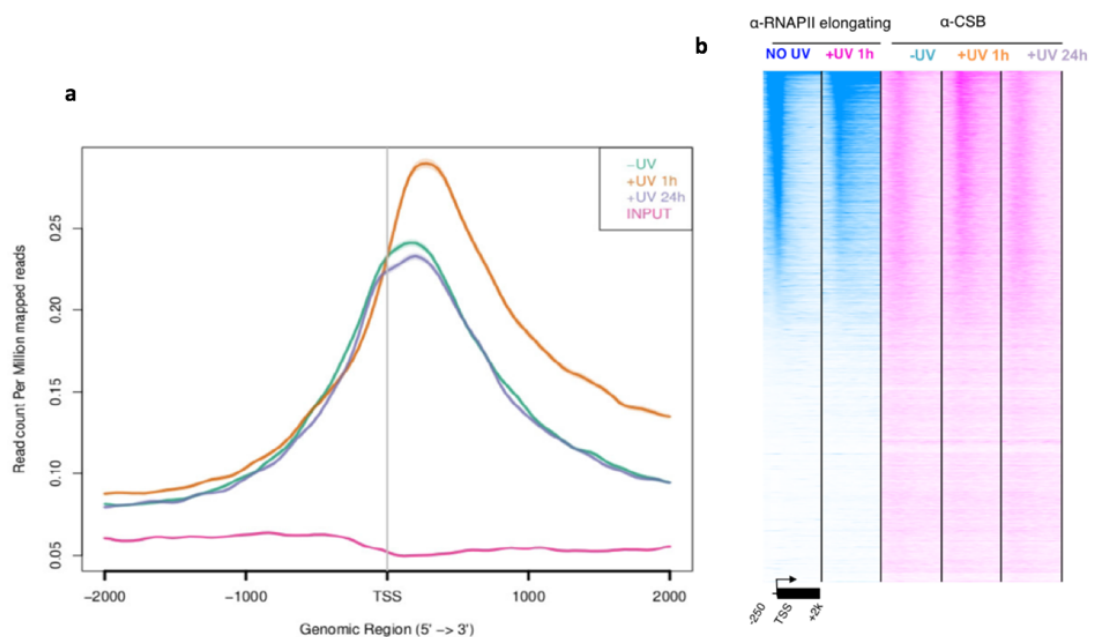 a
Read count Per Million mapped reads
0.25
0.20
0.15
0.10
0.05
-UV
+UV 1h
+UV 24h
INPUT
−2000
−1000
TSS
1000
2000
Genomic Region (5' −> 3')
b
α-RNAPII elongating
α-CSB
NO UV
+UV 1h
-UV
+UV 1h
+UV 24h
-250
TSS
+2k